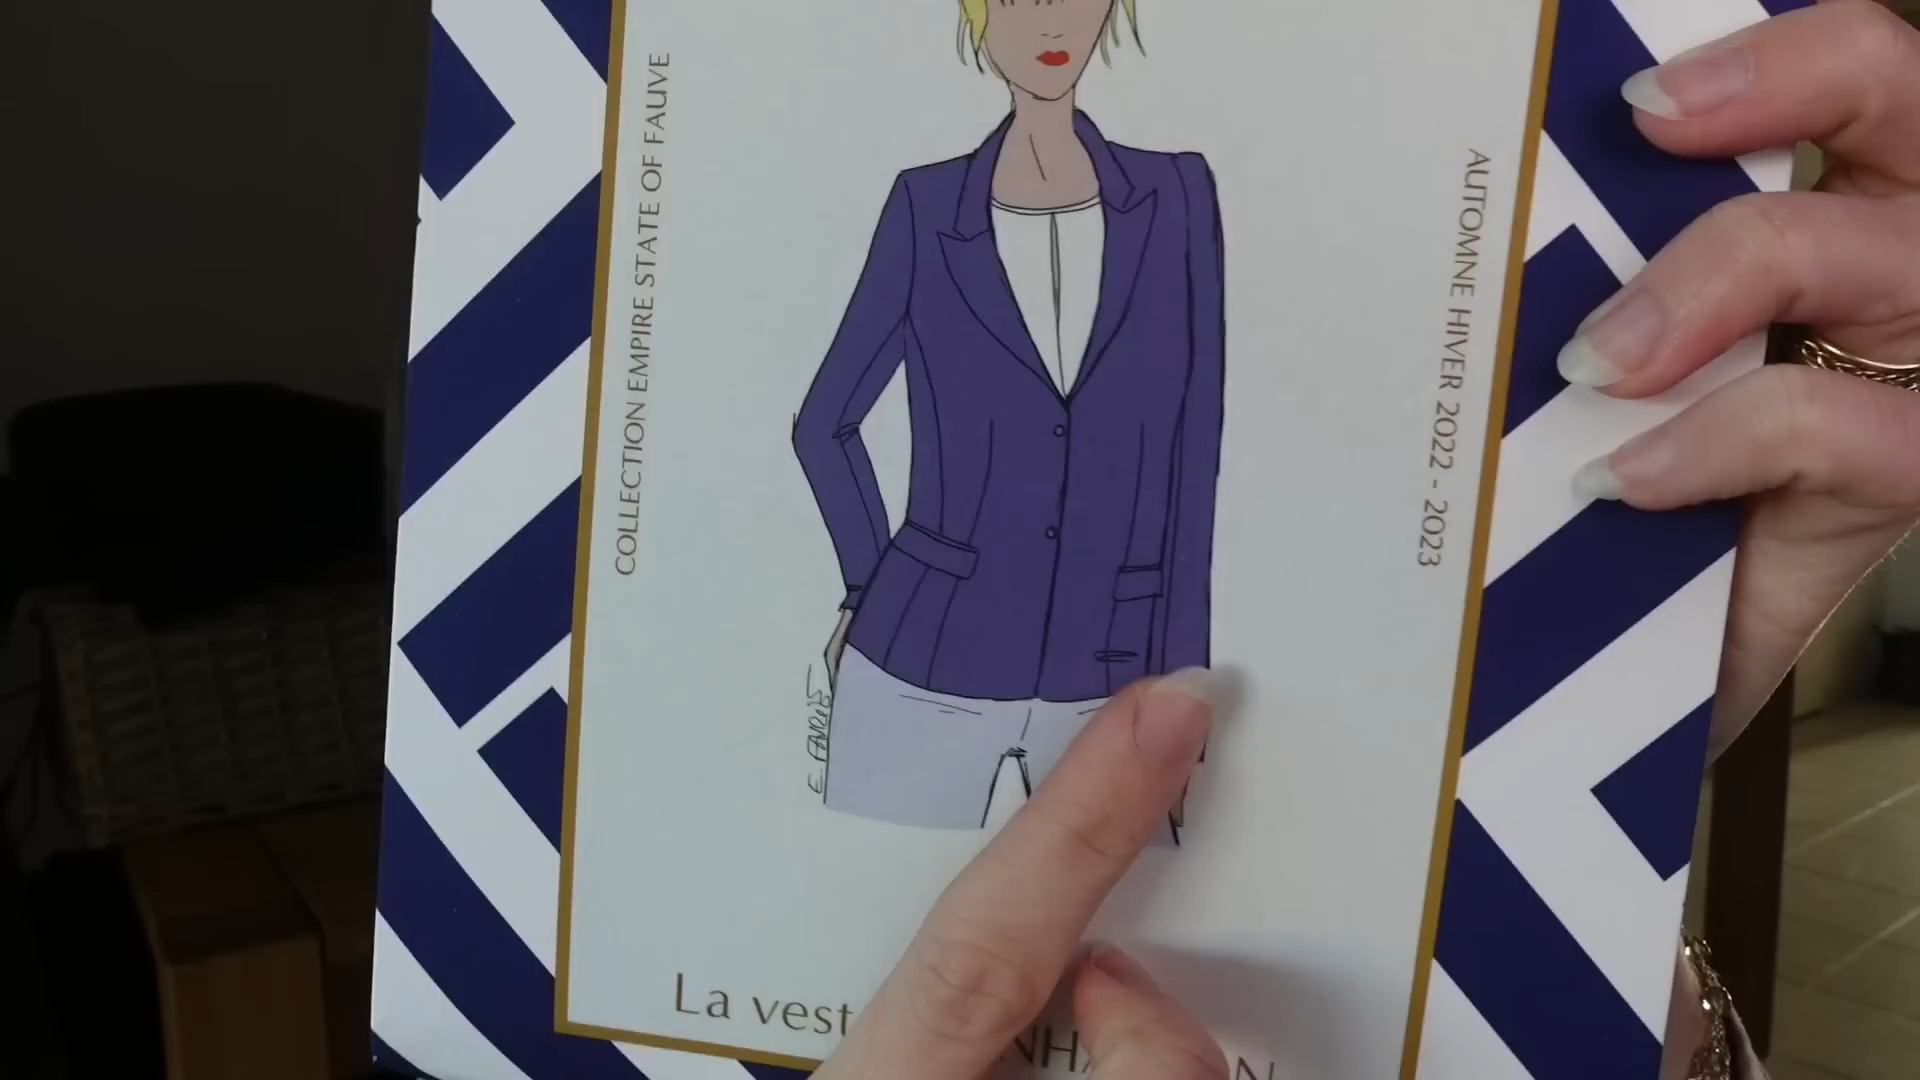 COLLECTION EMPIRE STATE OF FAUVE
AUTOMNE HIVER 2022 - 2023
La vest